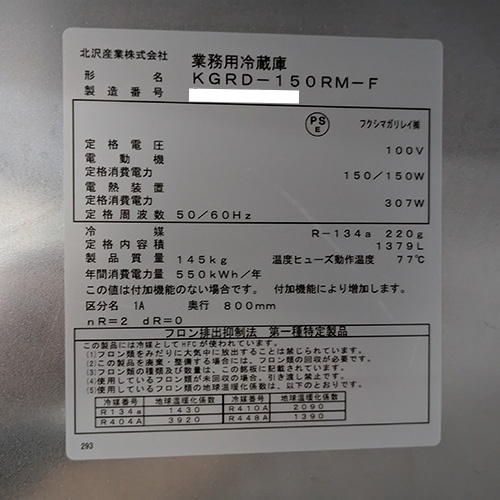 北沢産業株式会社 業務用冷蔵庫
形名 KGRD-150RM-F
製造番号
PS
E フクシマガリレイ㈱
定格電圧 100V
電動機
定格消費電力 150/150W
電熱装置
定格消費電力 307W
定格周波数 50/60Hz
冷媒 R-134a 220g
定格内容積 1379L
製品質量 145kg 温度ヒューズ動作温度 77℃
年間消費電力量 550kWh/年
この値は付加機能のない場合です。 付加機能により増加します。
区分名 1A 奥行 800mm
nR=2 dR=0
フロン排出抑制法 第一種特定製品
この製品には冷媒としてHFCが使われています。
(1)フロン類をみだりに大気中に放出することは禁じられています。
(2)この製品を廃棄・整備する場合には、フロン類の回収が必要です。
(3)フロン類の種類及び数量は、この銘板に記載されています。
(4)使用しているフロン類が未回収の場合、引き渡し禁止です。
(5)使用しているフロン類の地球温暖化係数は、以下のとおりです。
冷媒番号 地球温暖化係数 冷媒番号 地球温暖化係数
R134a 1430 R410A 2090
R404A 3920 R448A 1390
293